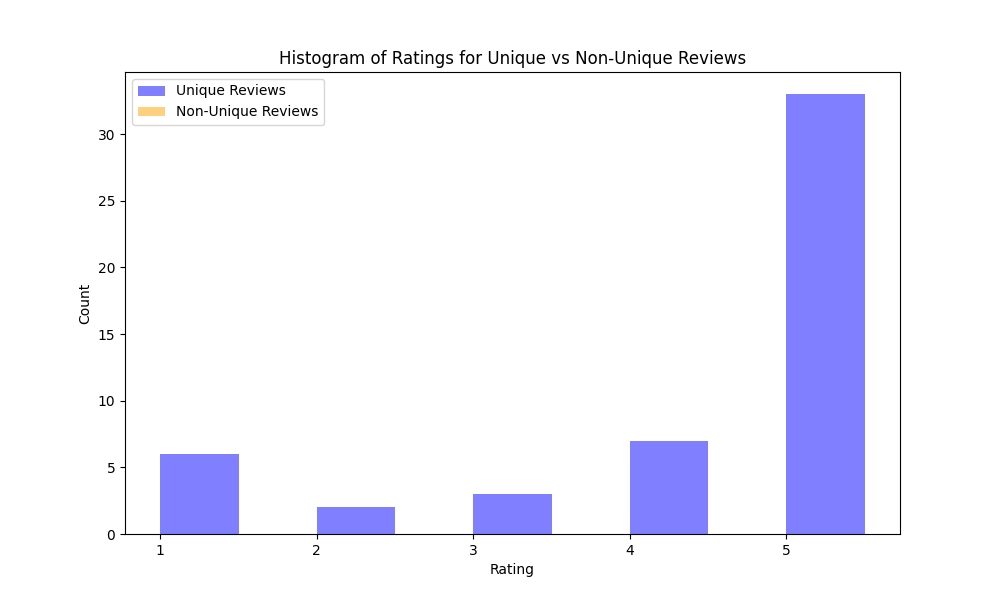 Histogram of Ratings for Unique vs Non-Unique Reviews
Unique Reviews
Non-Unique Reviews
30
25
20
15
10
5
0
Count
1 2 3 4 5
Rating